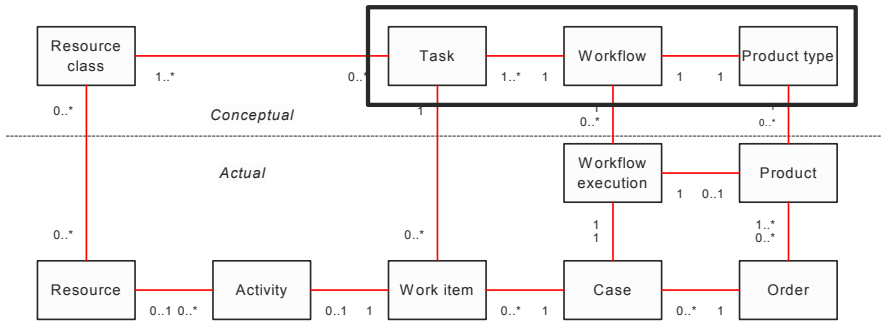 Resource
class
Task
Workflow
Product type
1..*
0..*
1..*
1
1
1
0..*
Conceptual
1
1
0..*
1
0..*
Actual
Workflow
execution
Product
1
0..1
0..*
0..*
1
1
1..*
0..*
Resource
Activity
Work item
Case
Order
0..1
0..*
0..1
1
0..*
1
0..*
1